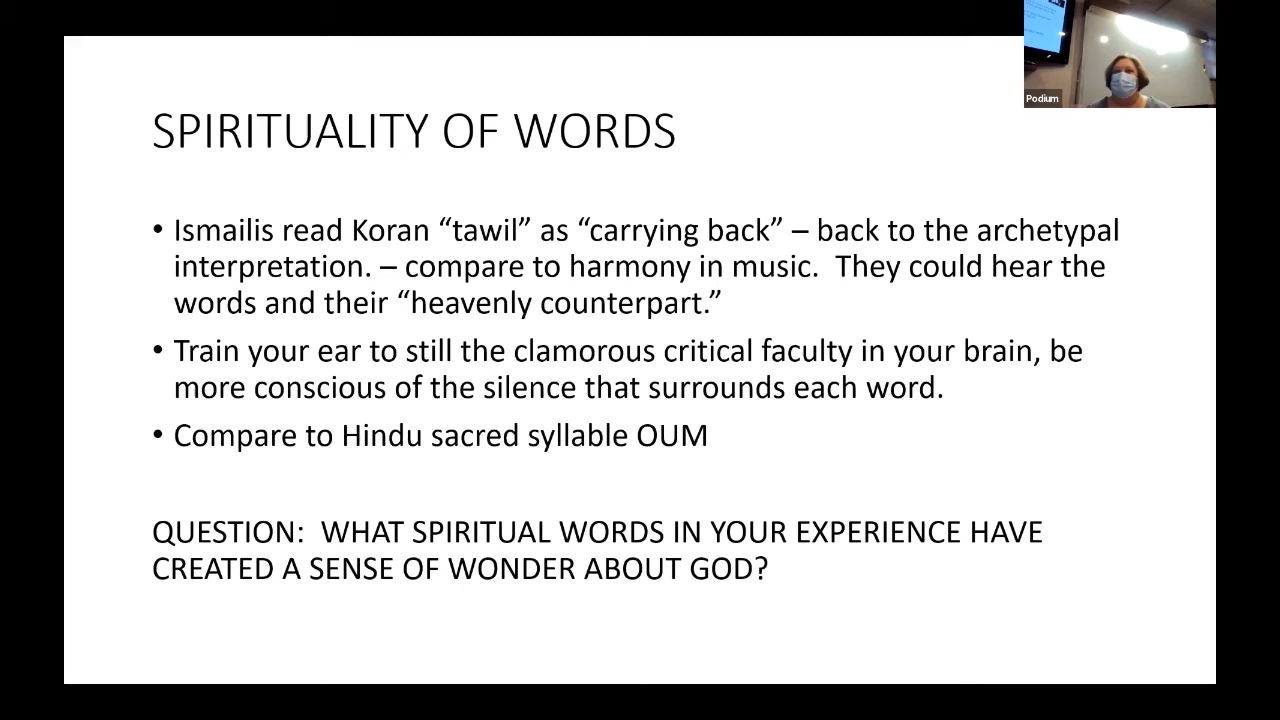 Podium
SPIRITUALITY OF WORDS
• Ismailis read Koran “tawil” as “carrying back” – back to the archetypal
interpretation. – compare to harmony in music.  They could hear the
words and their “heavenly counterpart.”
• Train your ear to still the clamorous critical faculty in your brain, be
more conscious of the silence that surrounds each word.
• Compare to Hindu sacred syllable OUM
QUESTION:  WHAT SPIRITUAL WORDS IN YOUR EXPERIENCE HAVE
CREATED A SENSE OF WONDER ABOUT GOD?